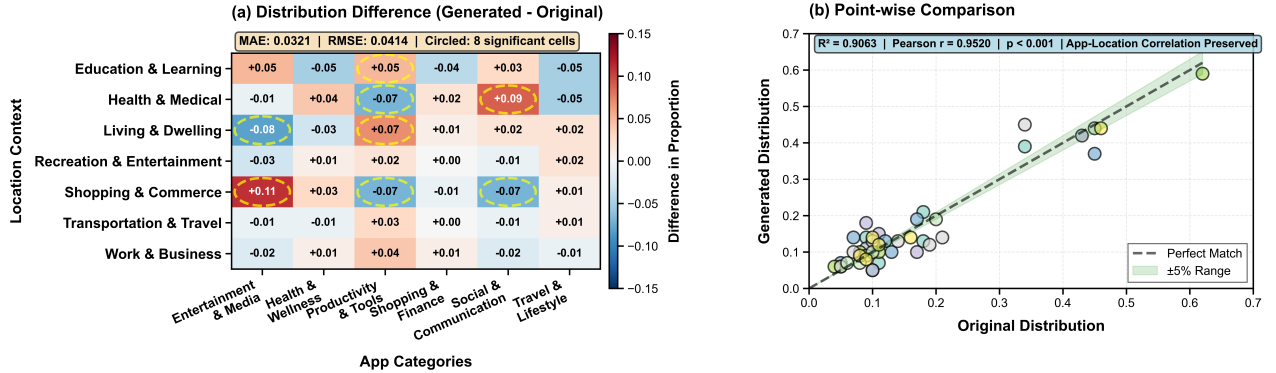 (a) Distribution Difference (Generated - Original)
MAE: 0.0321 | RMSE: 0.0414 | Circled: 8 significant cells
Location Context
Education & Learning +0.05 -0.05 +0.05 -0.04 +0.03 -0.05
Health & Medical -0.01 +0.04 -0.07 +0.02 +0.09 -0.05
Living & Dwelling -0.08 -0.03 +0.07 +0.01 +0.02 +0.02
Recreation & Entertainment -0.03 +0.01 +0.02 +0.00 -0.01 +0.02
Shopping & Commerce +0.11 +0.03 -0.07 -0.01 -0.07 +0.01
Transportation & Travel -0.01 -0.01 +0.03 +0.00 -0.01 +0.01
Work & Business -0.02 +0.01 +0.04 +0.01 -0.02 -0.01
Entertainment
& Media
Health &
Wellness
Productivity
& Tools
Shopping &
Finance
Social &
Communication
Travel &
Lifestyle
App Categories
0.15
0.10
0.05
0.00
−0.05
−0.10
−0.15
Difference in Proportion
(b) Point-wise Comparison
R² = 0.9063 | Pearson r = 0.9520 | p < 0.001 | App-Location Correlation Preserved
Generated Distribution
0.7
0.6
0.5
0.4
0.3
0.2
0.1
0.0
0.0 0.1 0.2 0.3 0.4 0.5 0.6 0.7
Original Distribution
Perfect Match
±5% Range